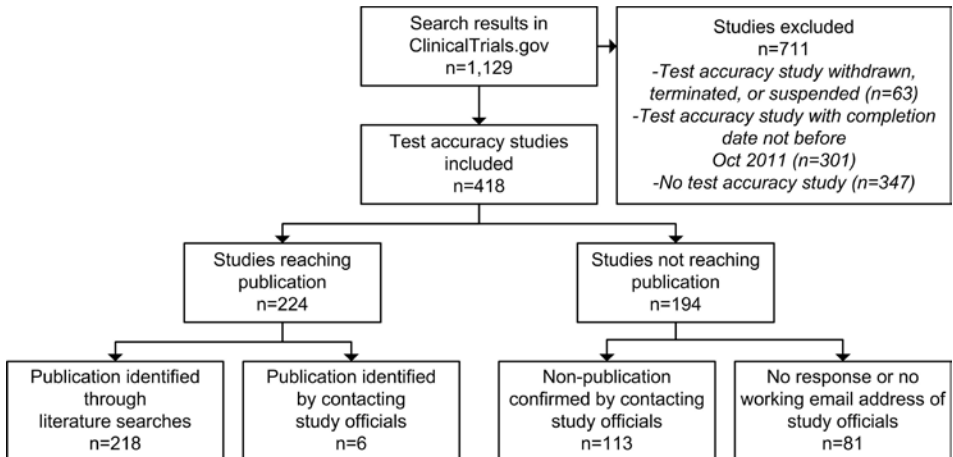 Search results in
ClinicalTrials.gov
n=1,129
Studies excluded
n=711
-Test accuracy study withdrawn,
terminated, or suspended (n=63)
-Test accuracy study with completion
date not before
Oct 2011 (n=301)
-No test accuracy study (n=347)
Test accuracy studies
included
n=418
Studies reaching
publication
n=224
Studies not reaching
publication
n=194
Publication identified
through
literature searches
n=218
Publication identified
by contacting study
officials
n=6
Non-publication
confirmed by contacting
study officials
n=113
No response or no
working email address of
study officials
n=81